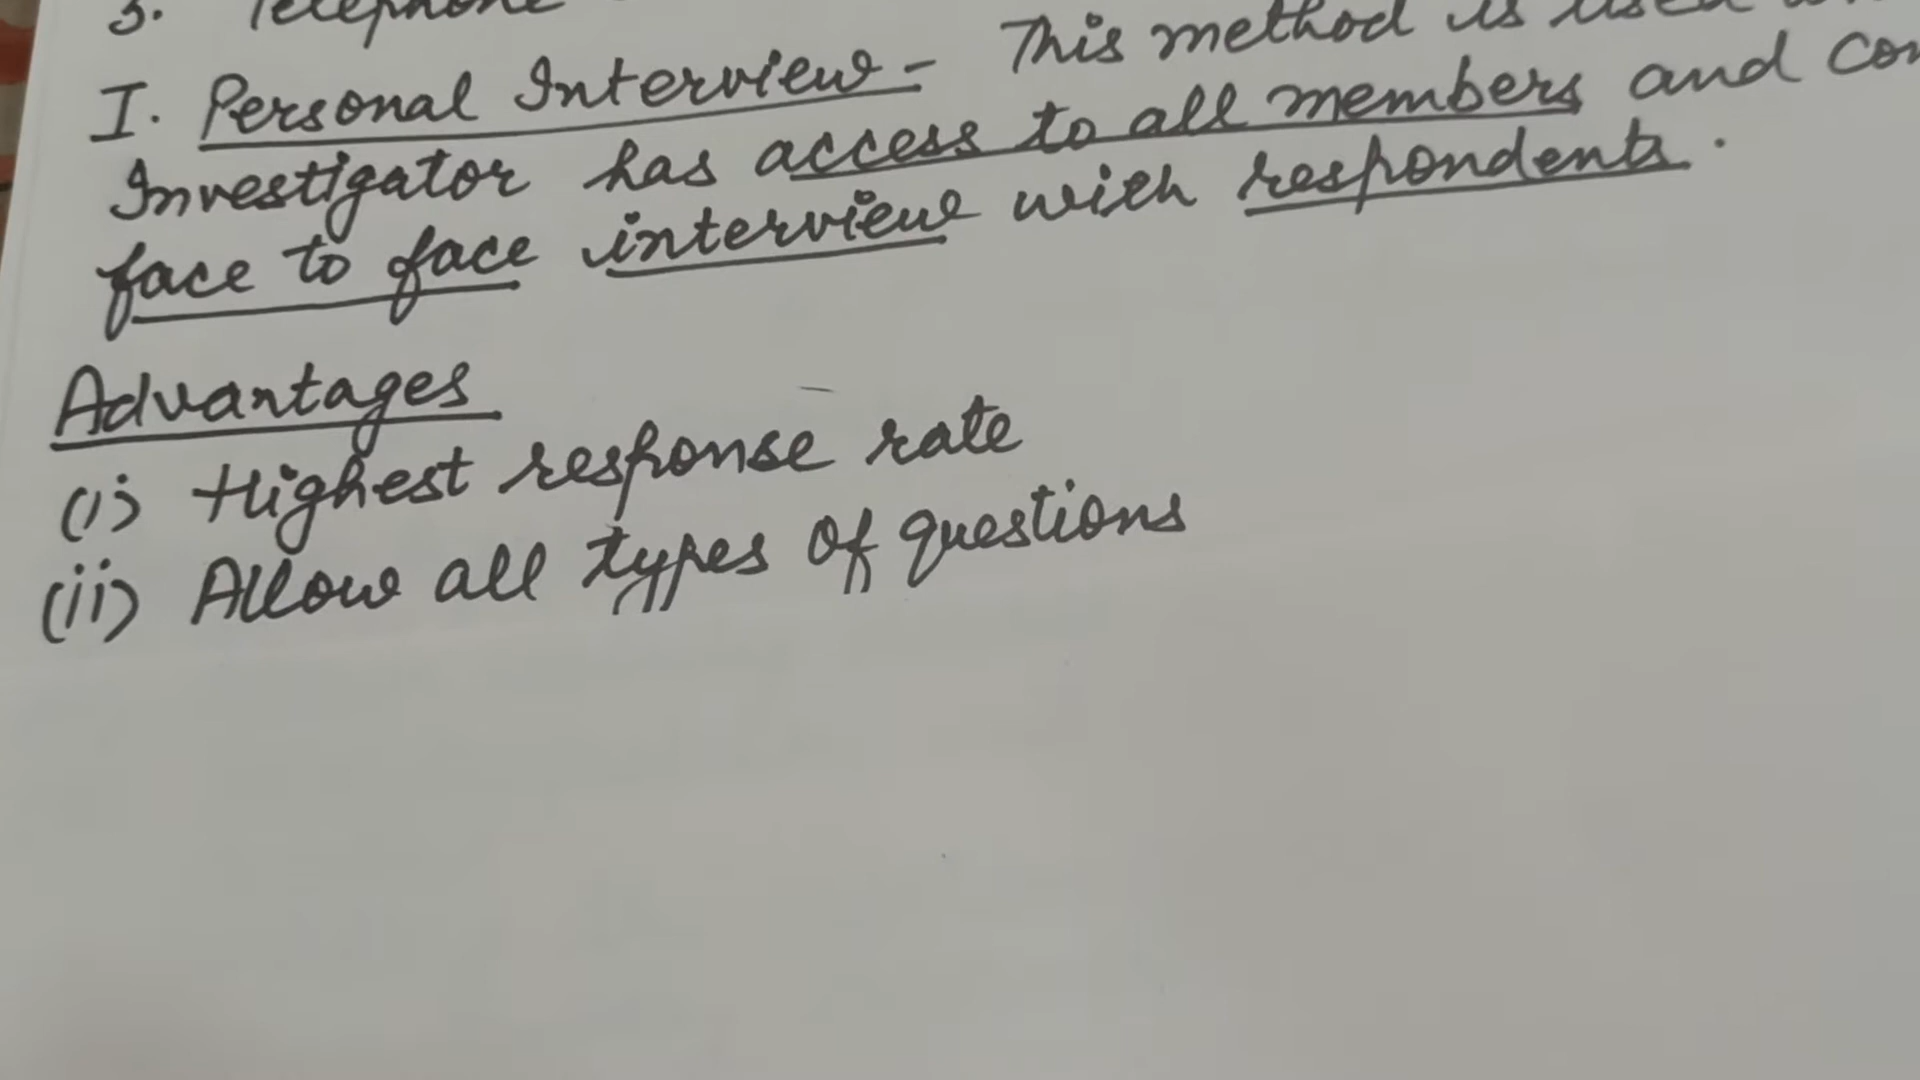 3. Telephone
I. Personal Interview - This method is used
Investigator has access to all members and
face to face interview with respondents.
Advantages
(i) Highest response rate
(ii) Allow all types of questions